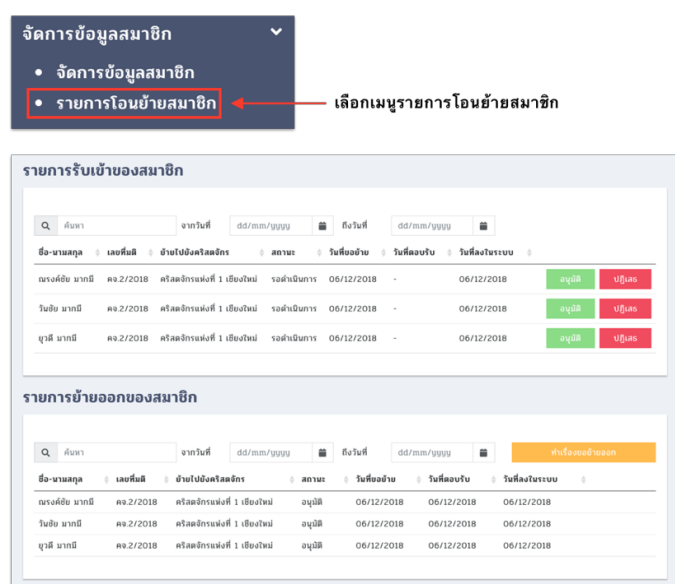 จัดการข้อมูลสมาชิก
จัดการข้อมูลสมาชิก
รายการโอนย้ายสมาชิก
เลือกเมนูรายการโอนย้ายสมาชิก
รายการรับเข้าของสมาชิก
ค้นหา จากวันที่ dd/mm/yyyy ถึงวันที่ dd/mm/yyyy
ชื่อ-นามสกุล เลขที่มติ ย้ายไปยังคริสตจักร สถานะ วันที่ขอย้าย วันที่ตอบรับ วันที่ลงในระบบ
ณรงค์ชัย มากมี คจ.2/2018 คริสตจักรแห่งที่ 1 เชียงใหม่ รอดำเนินการ 06/12/2018 - 06/12/2018 อนุมัติ ปฏิเสธ
วันชัย มากมี คจ.2/2018 คริสตจักรแห่งที่ 1 เชียงใหม่ รอดำเนินการ 06/12/2018 - 06/12/2018 อนุมัติ ปฏิเสธ
ยุวดี มากมี คจ.2/2018 คริสตจักรแห่งที่ 1 เชียงใหม่ รอดำเนินการ 06/12/2018 - 06/12/2018 อนุมัติ ปฏิเสธ
รายการย้ายออกของสมาชิก
ค้นหา จากวันที่ dd/mm/yyyy ถึงวันที่ dd/mm/yyyy ทำเรื่องขอย้ายออก
ชื่อ-นามสกุล เลขที่มติ ย้ายไปยังคริสตจักร สถานะ วันที่ขอย้าย วันที่ตอบรับ วันที่ลงในระบบ
ณรงค์ชัย มากมี คจ.2/2018 คริสตจักรแห่งที่ 1 เชียงใหม่ อนุมัติ 06/12/2018 06/12/2018 06/12/2018
วันชัย มากมี คจ.2/2018 คริสตจักรแห่งที่ 1 เชียงใหม่ อนุมัติ 06/12/2018 06/12/2018 06/12/2018
ยุวดี มากมี คจ.2/2018 คริสตจักรแห่งที่ 1 เชียงใหม่ อนุมัติ 06/12/2018 06/12/2018 06/12/2018